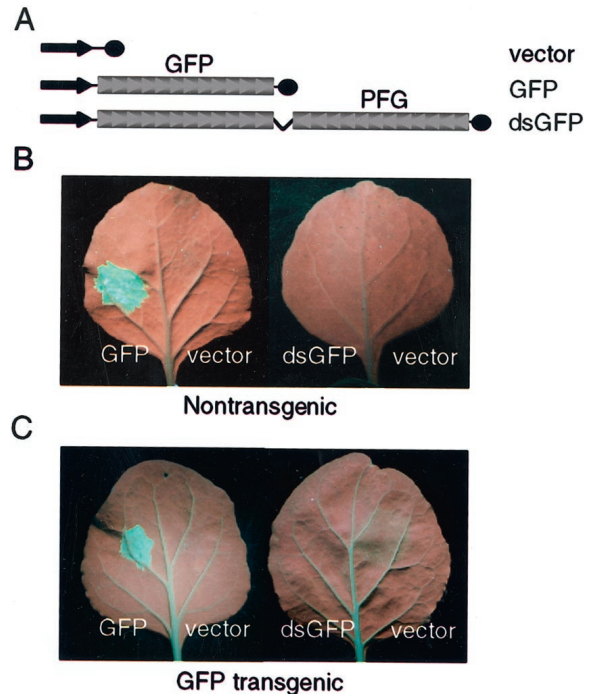 A
vector
GFP
GFP
PFG
dsGFP
B
GFP vector dsGFP vector
Nontransgenic
C
GFP vector dsGFP vector
GFP transgenic